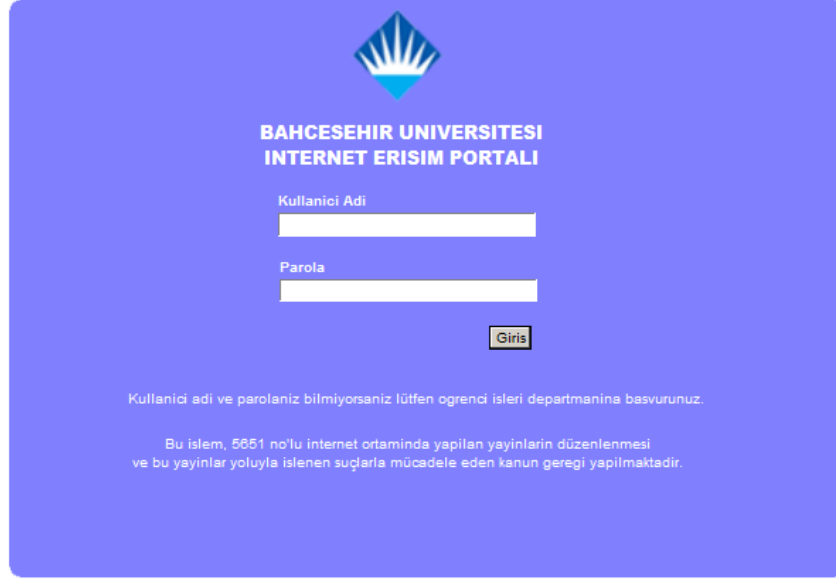 BAHCESEHIR UNIVERSITESI
INTERNET ERISIM PORTALI
Kullanici Adi
Parola
Giris
Kullanici adi ve parolaniz bilmiyorsaniz lütfen ogrenci isleri departmanina basvurunuz.
Bu islem, 5651 no'lu internet ortaminda yapilan yayinlarin düzenlenmesi
ve bu yayinlar yoluyla islenen suçlarla mücadele eden kanun geregi yapilmaktadir.